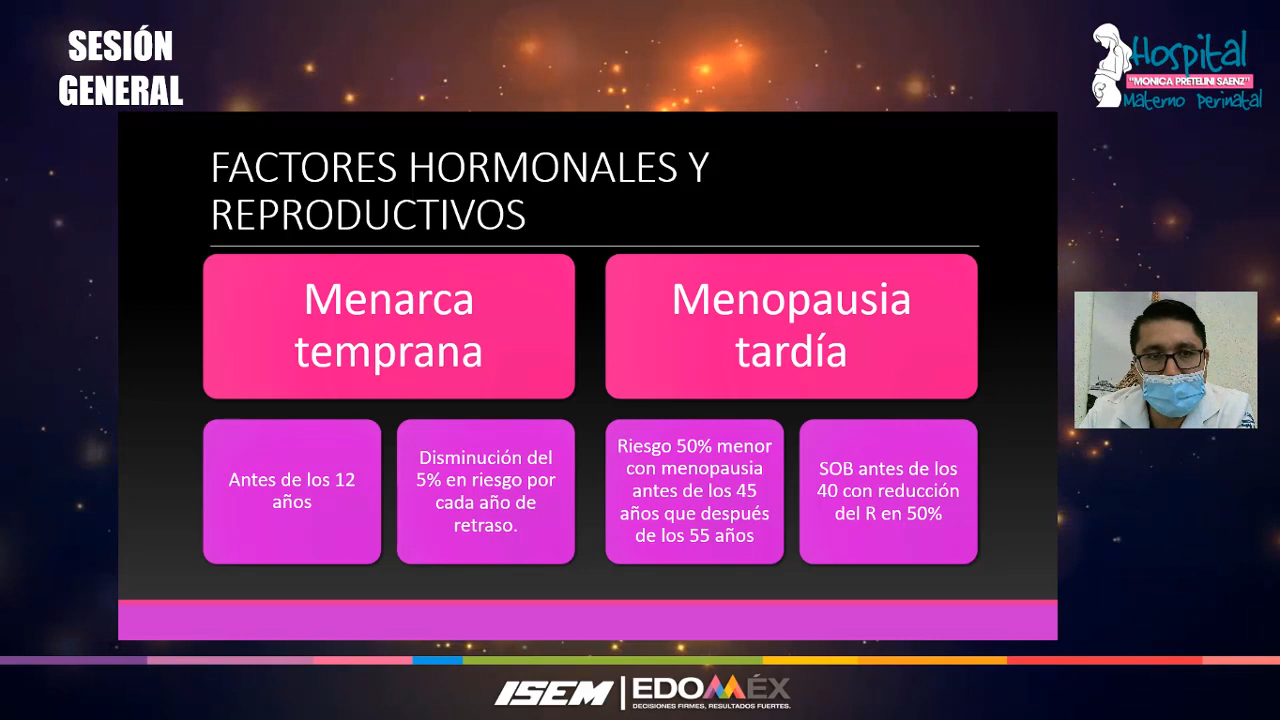 SESIÓN
GENERAL
Hospital
"MONICA PRETELINI SAENZ"
Materno Perinatal
FACTORES HORMONALES Y
REPRODUCTIVOS
Menarca
temprana
Menopausia
tardía
Antes de los 12
años
Disminución del
5% en riesgo por
cada año de
retraso.
Riesgo 50% menor
con menopausia
antes de los 45
años que después
de los 55 años
SOB antes de los
40 con reducción
del R en 50%
ISEM
EDOMÉX
DECISIONES FIRMES, RESULTADOS FUERTES.